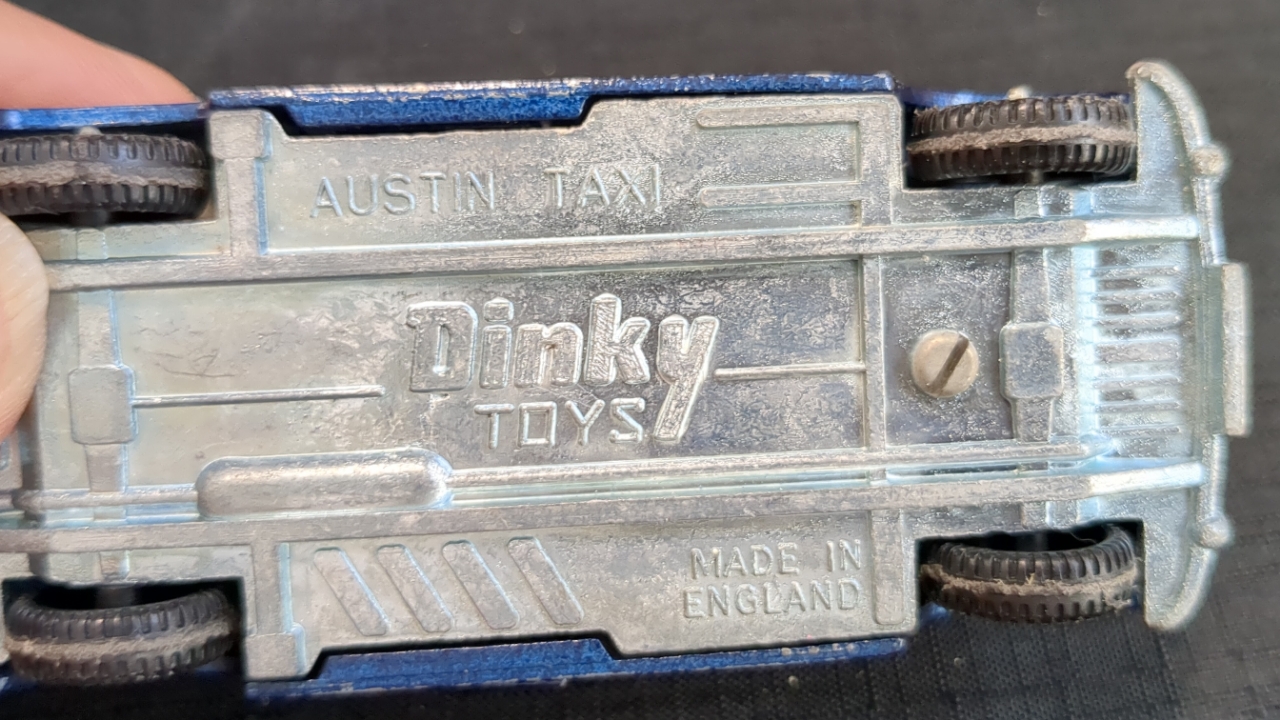 AUSTIN TAXI
Dinky
TOYS
MADE IN
ENGLAND